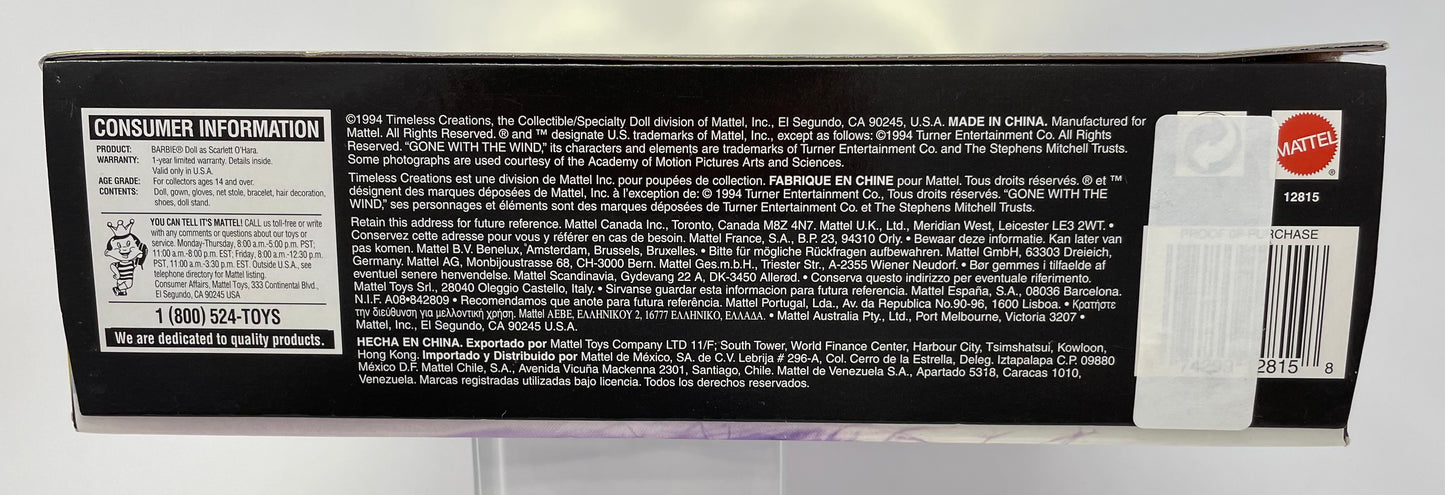 CONSUMER INFORMATION
PRODUCT: BARBIE® Doll as Scarlett O'Hara.
WARRANTY: 1-year limited warranty. Details inside.
Valid only in U.S.A.
AGE GRADE: For collectors ages 14 and over.
CONTENTS: Doll, gown, gloves, net stole, bracelet, hair decoration,
shoes, doll stand.
YOU CAN TELL IT'S MATTEL! CALL us toll-free or write
with any comments or questions about our toys or
service. Monday-Thursday, 8:00 a.m.-5:00 p.m. PST;
11:00 a.m.-8:00 p.m. EST; Friday, 8:00 a.m.-12:30 p.m.
PST, 11:00 a.m.-3:30 p.m. EST. Outside U.S.A., see
telephone directory for Mattel listing.
Consumer Affairs, Mattel Toys, 333 Continental Blvd.,
El Segundo, CA 90245 USA
1 (800) 524-TOYS
We are dedicated to quality products.
©1994 Timeless Creations, the Collectible/Specialty Doll division of Mattel, Inc., El Segundo, CA 90245, U.S.A. MADE IN CHINA. Manufactured for
Mattel. All Rights Reserved. ® and ™ designate U.S. trademarks of Mattel, Inc., except as follows: ©1994 Turner Entertainment Co. All Rights
Reserved. "GONE WITH THE WIND," its characters and elements are trademarks of Turner Entertainment Co. and The Stephens Mitchell Trusts.
Some photographs are used courtesy of the Academy of Motion Pictures Arts and Sciences.
Timeless Creations est une division de Mattel Inc. pour poupées de collection. FABRIQUE EN CHINE pour Mattel. Tous droits réservés. ® et ™
désignent des marques déposées de Mattel, Inc. à l'exception de: © 1994 Turner Entertainment Co., Tous droits réservés. "GONE WITH THE
WIND," ses personnages et éléments sont des marques déposées de Turner Entertainment Co. et The Stephens Mitchell Trusts.
Retain this address for future reference. Mattel Canada Inc., Toronto, Canada M8Z 4N7. Mattel U.K., Ltd., Meridian West, Leicester LE3 2WT. •
Conservez cette adresse pour vous y référer en cas de besoin. Mattel France, S.A., B.P. 23, 94310 Orly. • Bewaar deze informatie. Kan later van
pas komen. Mattel B.V. Benelux, Amsterdam, Brussels, Bruxelles. • Bitte für mögliche Rückfragen aufbewahren. Mattel GmbH, 63303 Dreieich,
Germany. Mattel AG, Monbijoustrasse 68, CH-3000 Bern. Mattel Ges.m.b.H., Triester Str., A-2355 Wiener Neudorf. • Bør gemmes i tilfaelde af
eventuel senere henvendelse. Mattel Scandinavia, Gydevang 22 A, DK-3450 Allerød. • Conserva questo indirizzo per eventuale riferimento.
Mattel Toys Srl., 28040 Oleggio Castello, Italy. • Sirvanse guardar esta informacion para futura referencia. Mattel España, S.A., 08036 Barcelona.
N.I.F. A08•842809 • Recomendamos que anote para futura referência. Mattel Portugal, Lda., Av. da Republica No.90-96, 1600 Lisboa. • Κρατήστε
την διεύθυνση για μελλοντική χρήση. Mattel AEBE, ΕΛΛΗΝΙΚΟΥ 2, 16777 ΕΛΛΗΝΙΚΟ, ΕΛΛΑΔΑ. • Mattel Australia Pty., Ltd., Port Melbourne, Victoria 3207 •
Mattel, Inc., El Segundo, CA 90245 U.S.A.
HECHA EN CHINA. Exportado por Mattel Toys Company LTD 11/F; South Tower, World Finance Center, Harbour City, Tsimshatsui, Kowloon,
Hong Kong. Importado y Distribuido por Mattel de México, SA. de C.V. Lebrija # 296-A, Col. Cerro de la Estrella, Deleg. Iztapalapa C.P. 09880
México D.F. Mattel Chile, S.A., Avenida Vicuña Mackenna 2301, Santiago, Chile. Mattel de Venezuela S.A., Apartado 5318, Caracas 1010,
Venezuela. Marcas registradas utilizadas bajo licencia. Todos los derechos reservados.
MATTEL®
12815
PROOF OF PURCHASE
74299 12815 8